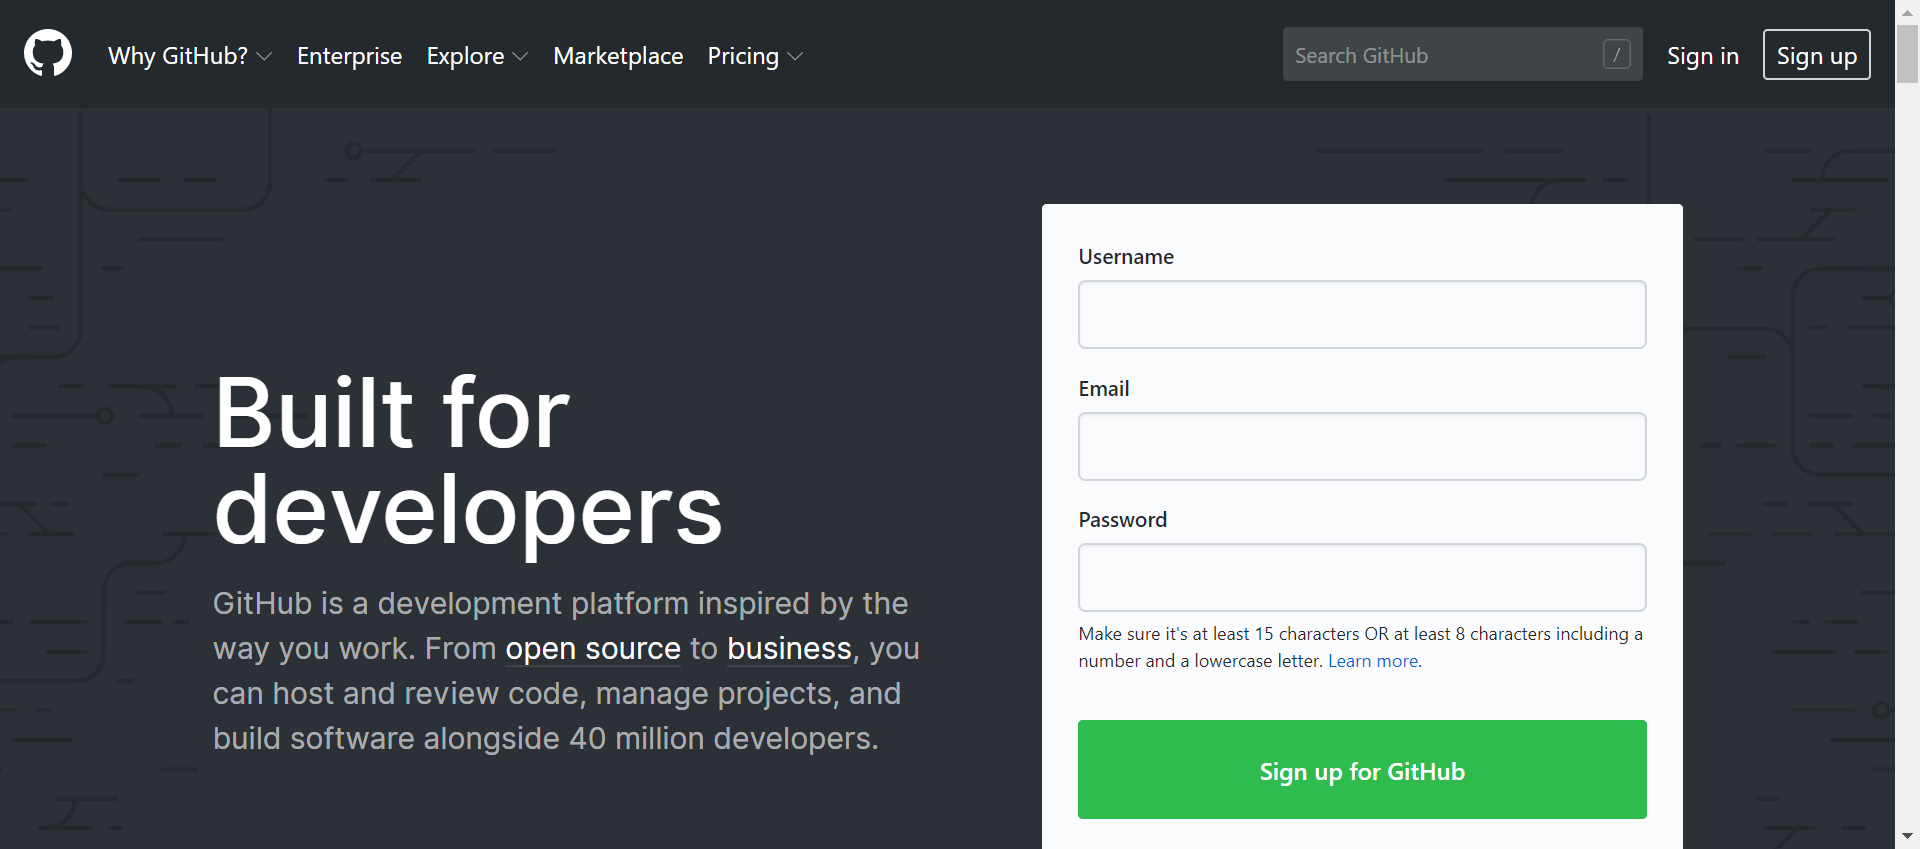 Why GitHub? Enterprise Explore Marketplace Pricing Search GitHub / Sign in Sign up
Built for
developers
GitHub is a development platform inspired by the
way you work. From open source to business, you
can host and review code, manage projects, and
build software alongside 40 million developers.
Username
Email
Password
Make sure it's at least 15 characters OR at least 8 characters including a
number and a lowercase letter. Learn more.
Sign up for GitHub